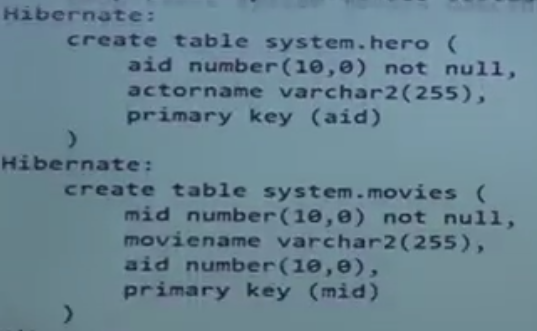 Hibernate:
    create table system.hero (
        aid number(10,0) not null,
        actorname varchar2(255),
        primary key (aid)
    )
Hibernate:
    create table system.movies (
        mid number(10,0) not null,
        moviename varchar2(255),
        aid number(10,0),
        primary key (mid)
    )